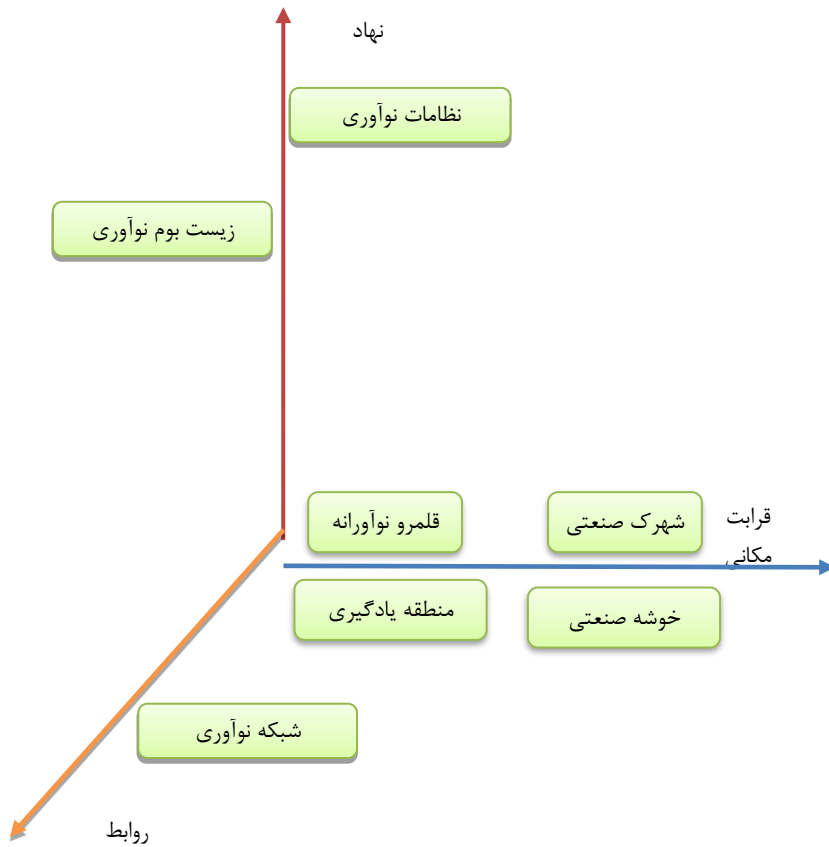 نهاد
نظامات نوآوری
زیست بوم نوآوری
قلمرو نوآورانه
شهرک صنعتی
قرابت
مکانی
منطقه یادگیری
خوشه صنعتی
شبکه نوآوری
روابط